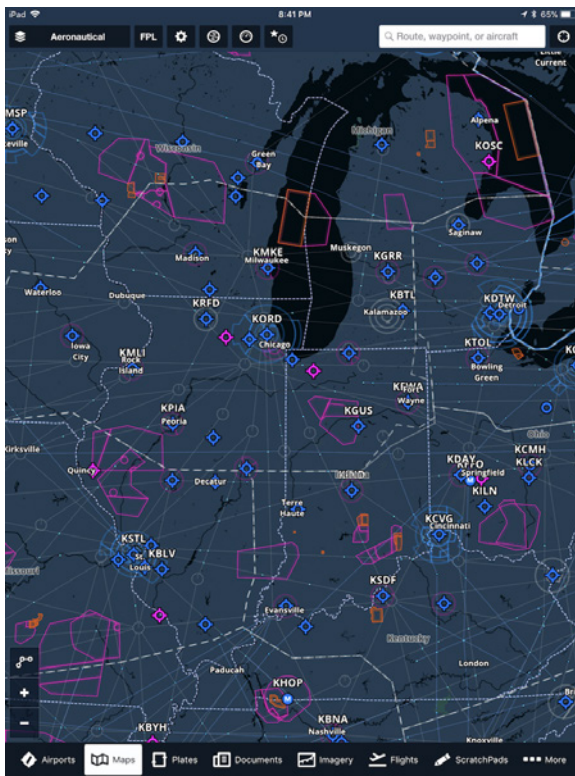 iPad
8:41 PM
65%
Aeronautical
FPL
Route, waypoint, or aircraft
Little
Current
MSP
Alpena
KOSC
Michigan
Wisconsin
Green
Bay
Saginaw
KMKE
Milwaukee
Muskegon
KGRR
Madison
KBTL
Kalamazoo
KDTW
Detroit
Waterloo
Dubuque
KRFD
KORD
Chicago
KTOL
Bowling
Green
Iowa
City
KMLI
Rock
Island
KFWA
Fort
Wayne
KPIA
Peoria
KGUS
Ohio
KCMH
KLCK
Kirksville
Quincy
Decatur
KDAY
KFFO
Springfield
KILN
Terre
Haute
KCVG
Cincinnati
KSTL
St.
Louis
KBLV
KSDF
Evansville
Kentucky
London
Paducah
KHOP
KBYH
KBNA
Nashville
Knoxville
Airports
Maps
Plates
Documents
Imagery
Flights
ScratchPads
More